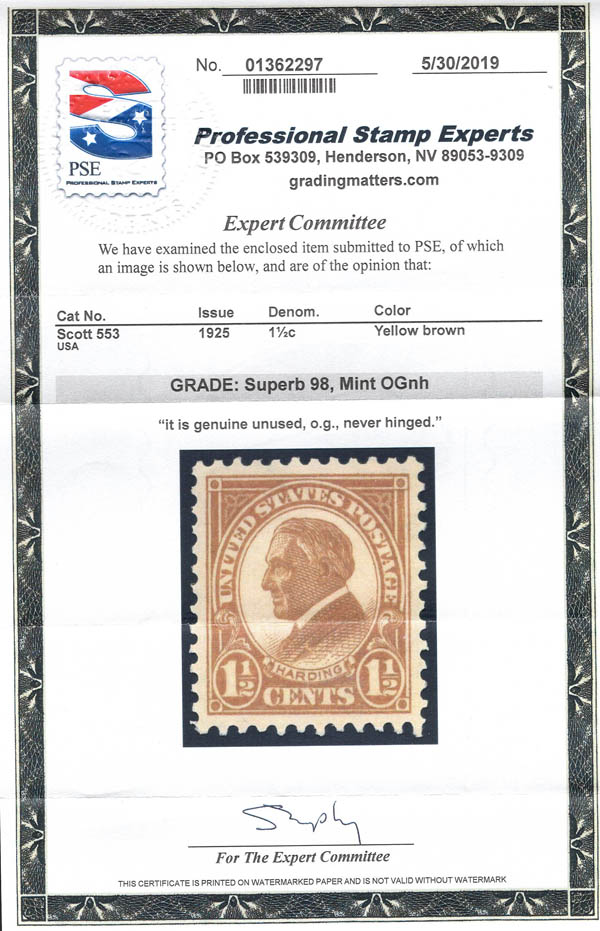 No. 01362297 5/30/2019
PSE
PROFESSIONAL STAMP EXPERTS
Professional Stamp Experts
PO Box 539309, Henderson, NV 89053-9309
gradingmatters.com
Expert Committee
We have examined the enclosed item submitted to PSE, of which
an image is shown below, and are of the opinion that:
Cat No. Issue Denom. Color
Scott 553 1925 1½c Yellow brown
USA
GRADE: Superb 98, Mint OGnh
“it is genuine unused, o.g., never hinged.”
UNITED STATES POSTAGE
HARDING
1½ CENTS 1½
For The Expert Committee
THIS CERTIFICATE IS PRINTED ON WATERMARKED PAPER AND IS NOT VALID WITHOUT WATERMARK